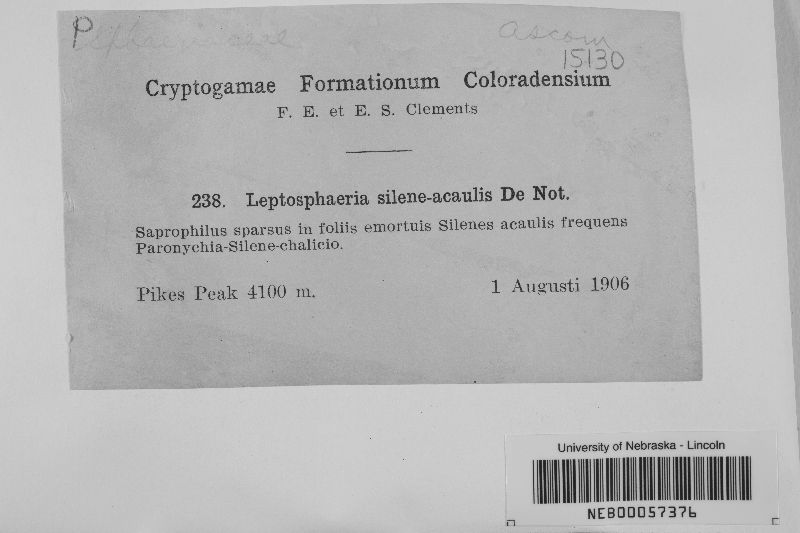 P
ascom
15130
Cryptogamae Formationum Coloradensium
F. E. et E. S. Clements
238. Leptosphaeria silene-acaulis De Not.
Saprophilus sparsus in foliis emortuis Silenes acaulis frequens
Paronychia-Silene-chalicio.
Pikes Peak 4100 m. 1 Augusti 1906
University of Nebraska - Lincoln
NEB00057376